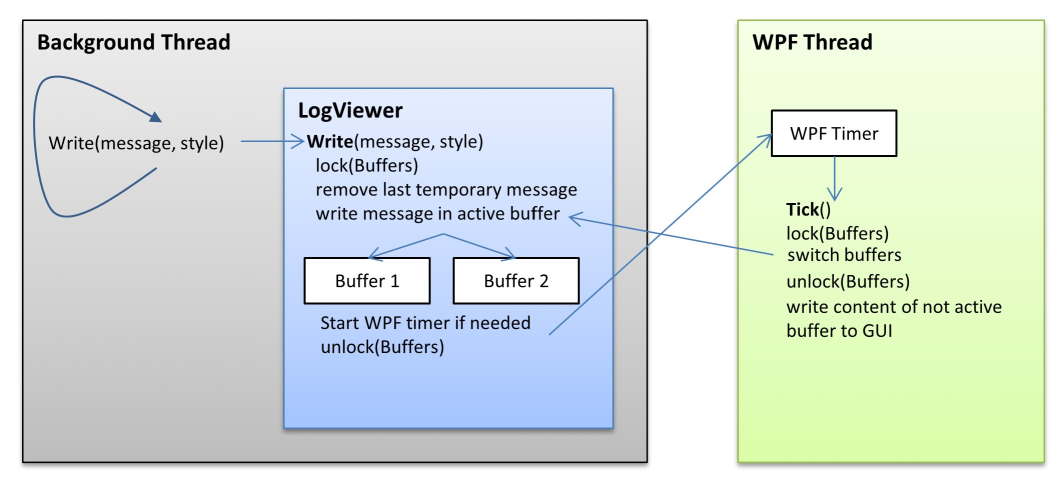 Background Thread
Write(message, style)
LogViewer
Write(message, style)
lock(Buffers)
remove last temporary message
write message in active buffer
Buffer 1
Buffer 2
Start WPF timer if needed
unlock(Buffers)
WPF Thread
WPF Timer
Tick()
lock(Buffers)
switch buffers
unlock(Buffers)
write content of not active
buffer to GUI